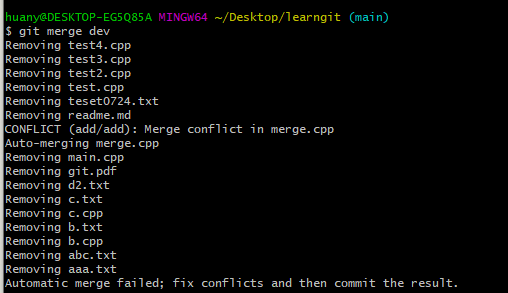 huany@DESKTOP-EG5Q85A MINGW64 ~/Desktop/learngit (main)
$ git merge dev
Removing test4.cpp
Removing test3.cpp
Removing test2.cpp
Removing test.cpp
Removing teset0724.txt
Removing readme.md
CONFLICT (add/add): Merge conflict in merge.cpp
Auto-merging merge.cpp
Removing main.cpp
Removing git.pdf
Removing d2.txt
Removing c.txt
Removing c.cpp
Removing b.txt
Removing b.cpp
Removing abc.txt
Removing aaa.txt
Automatic merge failed; fix conflicts and then commit the result.